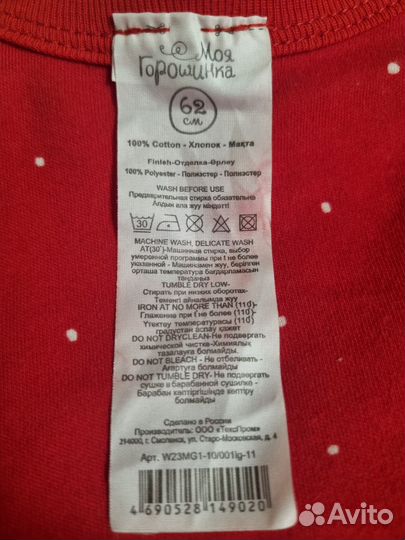 Моя
Горошинка
62
см
100% Cotton - Хлопок - Мақта
Finish-Отделка-Әрлеу
100% Polyester - Полиэстер - Полиэстер
WASH BEFORE USE
Предварительная стирка обязательна
Алдын ала жуу міндетті
30
MACHINE WASH, DELICATE WASH
AT(30˚)-Машинная стирка, выбор
умеренной программы при t не более
указанной - Машинамен жуу, берілген
орташа температура бағдарламасын
таңдаңыз
TUMBLE DRY LOW-
Стирать при низких оборотах-
Төменгі айналымда жуу
IRON AT NO MORE THAN (110˚)-
Глажение при t не более (110˚)-
Үтектеу температурасы (110˚)
градустан аспау қажет
DO NOT DRYCLEAN-Не подвергать
химической чистке-Химиялық
тазалауға болмайды
DO NOT BLEACH - Не отбеливать -
Ағартуға болмайды
DO NOT TUMBLE DRY-Не подвергать
сушке в барабанной сушилке -
Барабан кептіргішінде кептіру
болмайды
Сделано в России
Производитель: ООО «ТексПром»
214000, г. Смоленск, ул. Старо-Московская, д. 4
Арт. W23MG1-10/001ig-11
4 690528 149020
Avito